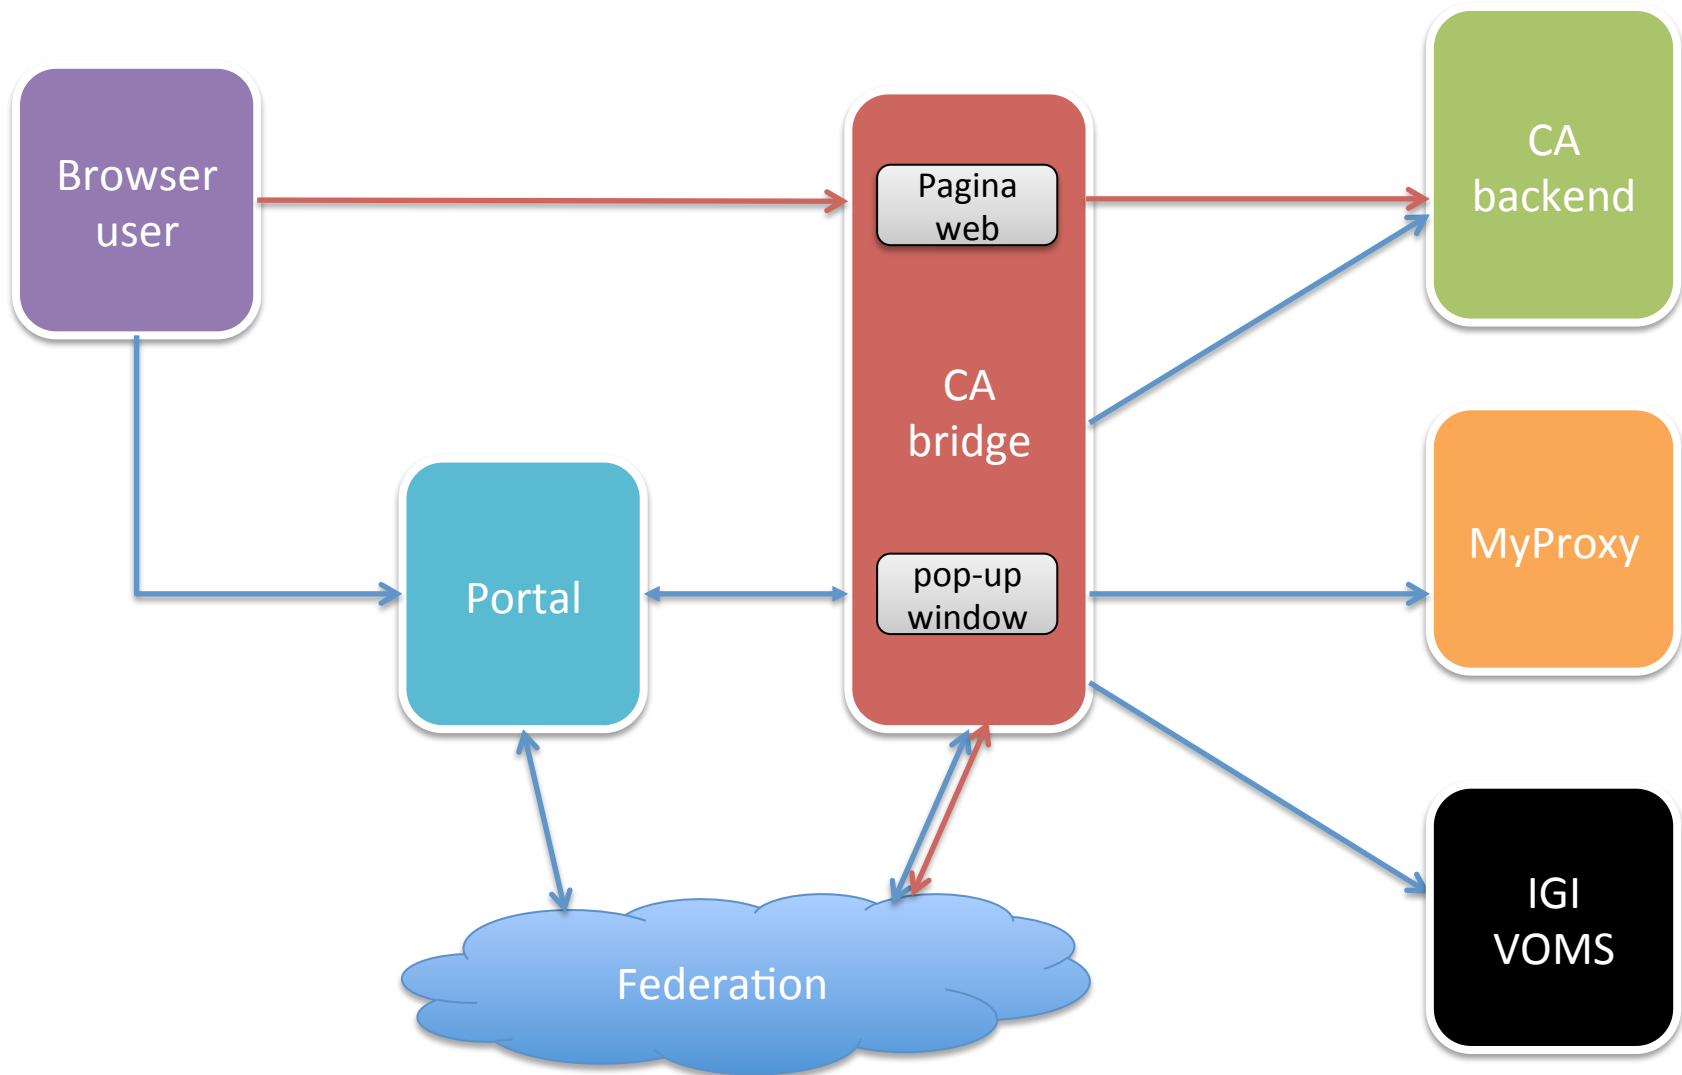 Browser
user
Pagina
web
CA
bridge
pop-up
window
CA
backend
Portal
MyProxy
IGI
VOMS
Federation